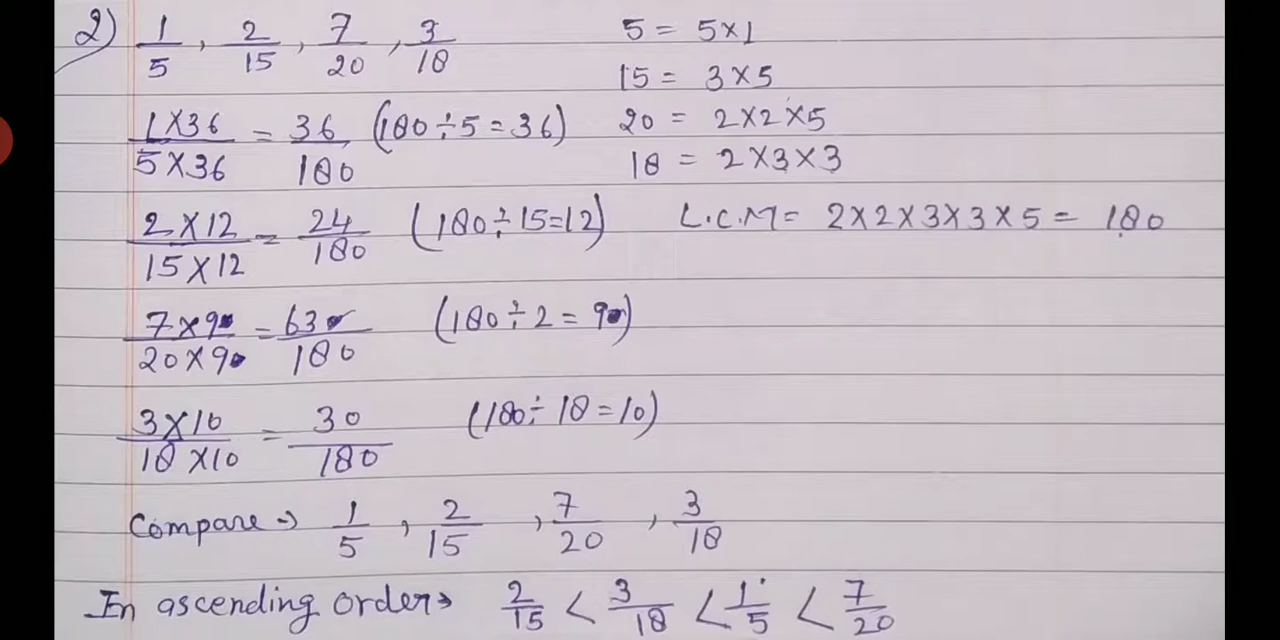 2) 1/5, 2/15, 7/20, 3/18
5 = 5×1
15 = 3×5
20 = 2×2×5
18 = 2×3×3
L.C.M = 2×2×3×3×5 = 180
1×36/5×36 = 36/180 (180÷5=36)
2×12/15×12 = 24/180 (180÷15=12)
7×9/20×9 = 63/180 (180÷2=9)
3×10/18×10 = 30/180 (180÷18=10)
Compare → 1/5, 2/15, 7/20, 3/18
In ascending order→ 2/15 < 3/18 < 1/5 < 7/20